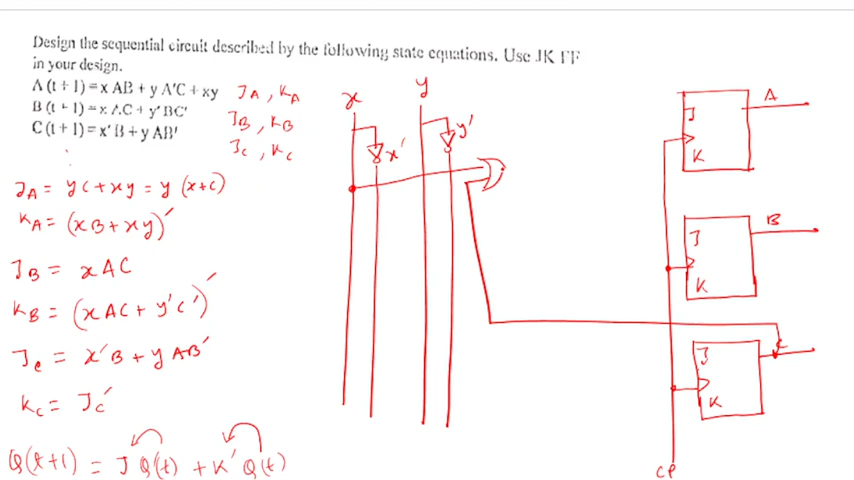 Design the sequential circuit described by the following state equations. Use JK FF
in your design.
A (t + 1) = x AB + y A'C + xy
B (t + 1) = x AC + y' BC'
C (t + 1) = x' B + y AB'
JA , KA
JB , KB
JC , KC
JA = yC + xy = y (x+C)
KA = (xB + xy)'
JB = xAC
KB = (xAC + y'C')'
JC = x'B + yAB'
KC = JC'
Q(t+1) = J Q(t) + K' Q(t)
x
y
x'
y'
J
K
A
J
K
B
J
K
C
CP